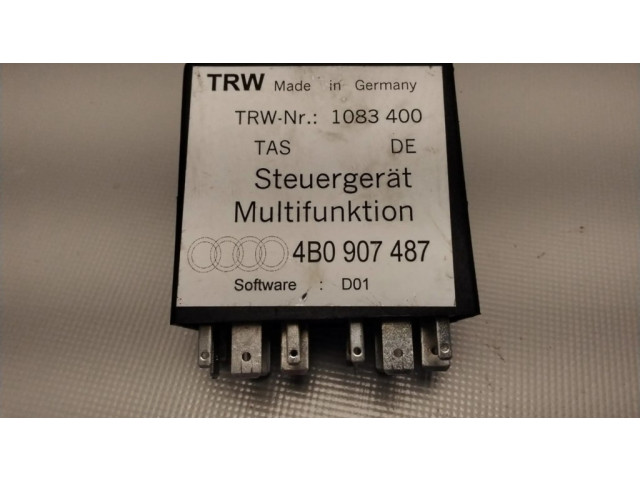 TRW Made in Germany
TRW-Nr.: 1083 400
TAS DE
Steuergerät
Multifunktion
4B0 907 487
Software : D01